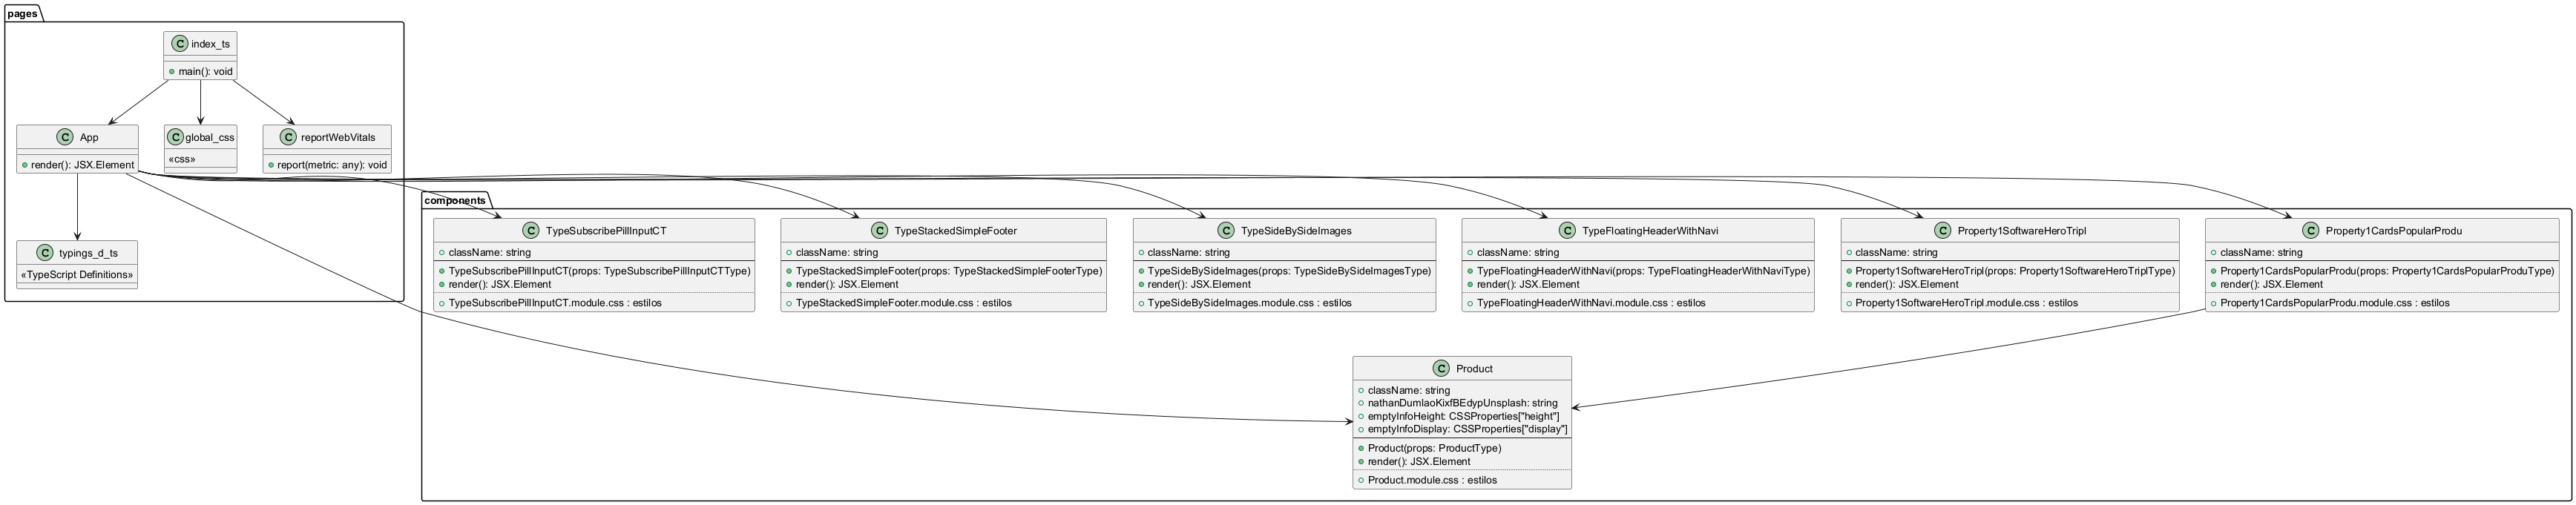 pages
C index_ts
main(): void
C App
render(): JSX.Element
C global_css
«css»
C reportWebVitals
report(metric: any): void
C typings_d_ts
«TypeScript Definitions»
components
C TypeSubscribePillInputCT
className: string
TypeSubscribePillInputCT(props: TypeSubscribePillInputCTType)
render(): JSX.Element
TypeSubscribePillInputCT.module.css : estilos
C TypeStackedSimpleFooter
className: string
TypeStackedSimpleFooter(props: TypeStackedSimpleFooterType)
render(): JSX.Element
TypeStackedSimpleFooter.module.css : estilos
C TypeSideBySideImages
className: string
TypeSideBySideImages(props: TypeSideBySideImagesType)
render(): JSX.Element
TypeSideBySideImages.module.css : estilos
C TypeFloatingHeaderWithNavi
className: string
TypeFloatingHeaderWithNavi(props: TypeFloatingHeaderWithNaviType)
render(): JSX.Element
TypeFloatingHeaderWithNavi.module.css : estilos
C Property1SoftwareHeroTripl
className: string
Property1SoftwareHeroTripl(props: Property1SoftwareHeroTriplType)
render(): JSX.Element
Property1SoftwareHeroTripl.module.css : estilos
C Property1CardsPopularProdu
className: string
Property1CardsPopularProdu(props: Property1CardsPopularProduType)
render(): JSX.Element
Property1CardsPopularProdu.module.css : estilos
C Product
className: string
nathanDumlaoKixfBEdypUnsplash: string
emptyInfoHeight: CSSProperties["height"]
emptyInfoDisplay: CSSProperties["display"]
Product(props: ProductType)
render(): JSX.Element
Product.module.css : estilos